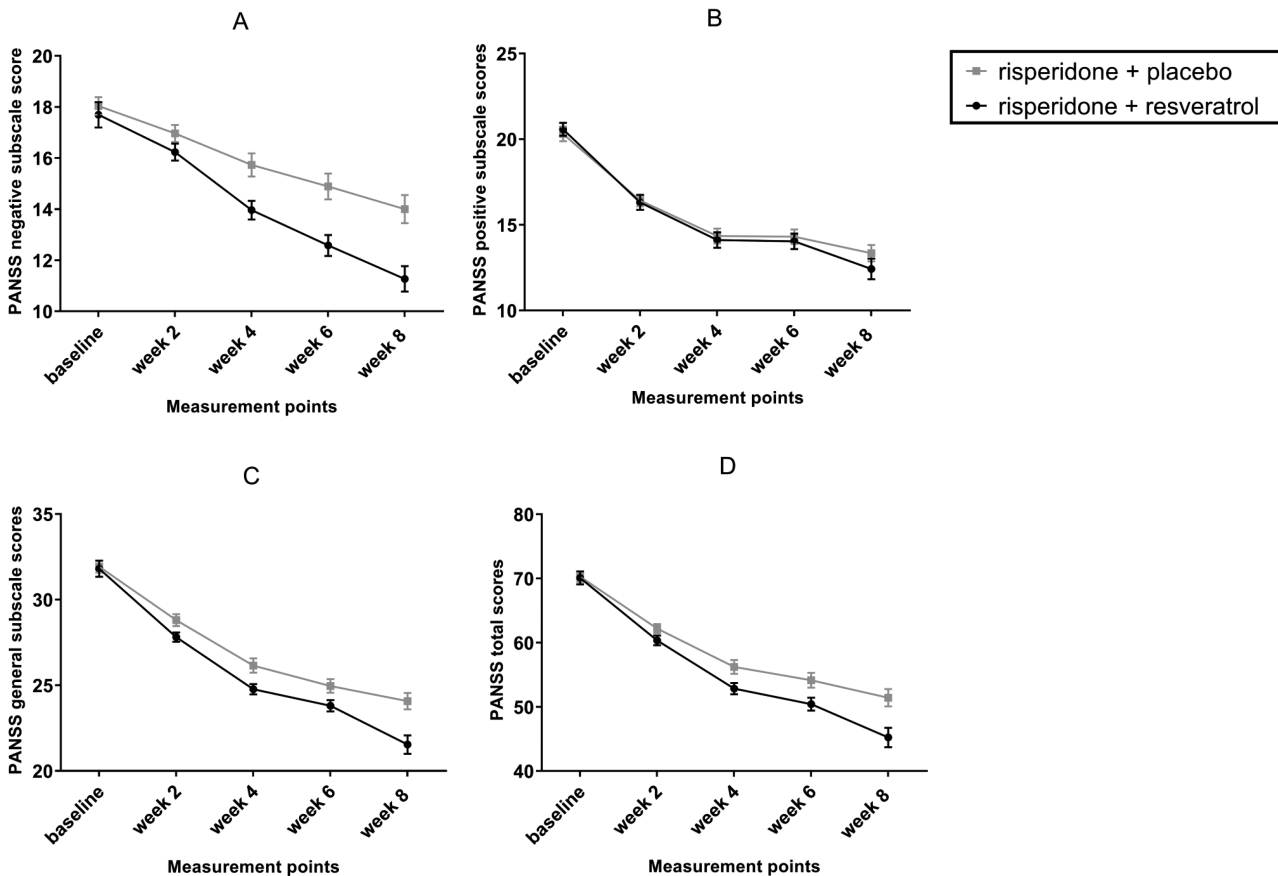 A
PANSS negative subscale score
20
18
16
14
12
10
baseline
week 2
week 4
week 6
week 8
Measurement points
B
PANSS positive subscale scores
25
20
15
10
baseline
week 2
week 4
week 6
week 8
Measurement points
risperidone + placebo
risperidone + resveratrol
C
PANSS general subscale scores
35
30
25
20
baseline
week 2
week 4
week 6
week 8
Measurement points
D
PANSS total scores
80
70
60
50
40
baseline
week 2
week 4
week 6
week 8
Measurement points